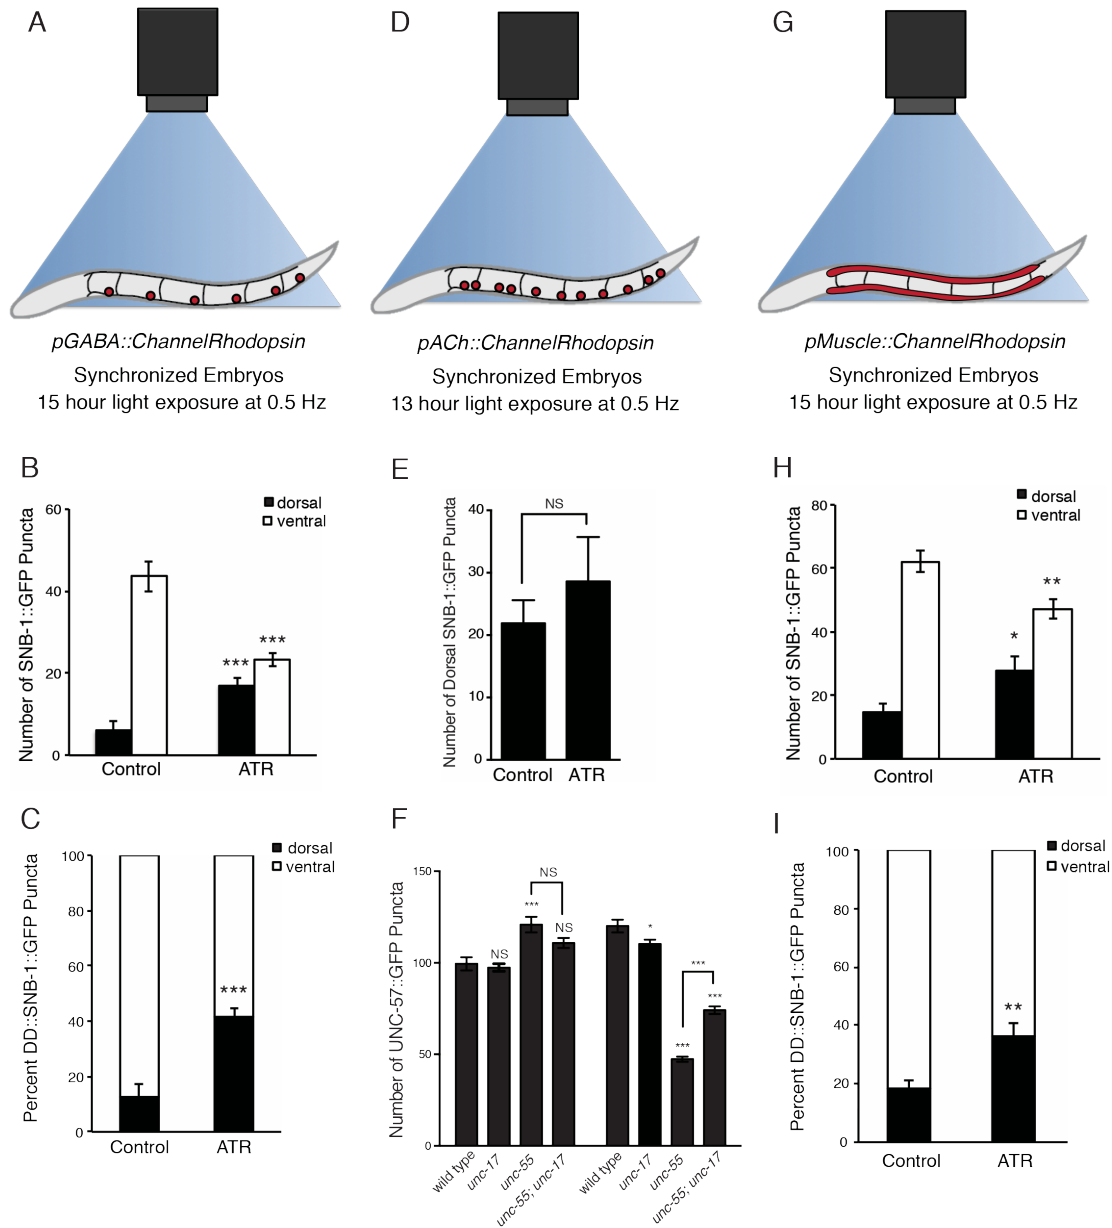 A
D
G
pGABA::ChannelRhodopsin
Synchronized Embryos
15 hour light exposure at 0.5 Hz
pACh::ChannelRhodopsin
Synchronized Embryos
13 hour light exposure at 0.5 Hz
pMuscle::ChannelRhodopsin
Synchronized Embryos
15 hour light exposure at 0.5 Hz
B
Number of SNB-1::GFP Puncta
60
40
20
0
dorsal
ventral
***
***
Control
ATR
E
Number of Dorsal SNB-1::GFP Puncta
40
30
20
10
0
NS
Control
ATR
H
Number of SNB-1::GFP Puncta
80
60
40
20
0
dorsal
ventral
*
**
Control
ATR
C
Percent DD::SNB-1::GFP Puncta
100
80
60
40
20
0
dorsal
ventral
***
Control
ATR
F
Number of UNC-57::GFP Puncta
150
100
50
0
NS
***
NS
NS
*
***
***
***
wild type
unc-17
unc-55
unc-55; unc-17
wild type
unc-17
unc-55
unc-55; unc-17
I
Percent DD::SNB-1::GFP Puncta
100
80
60
40
20
0
dorsal
ventral
**
Control
ATR